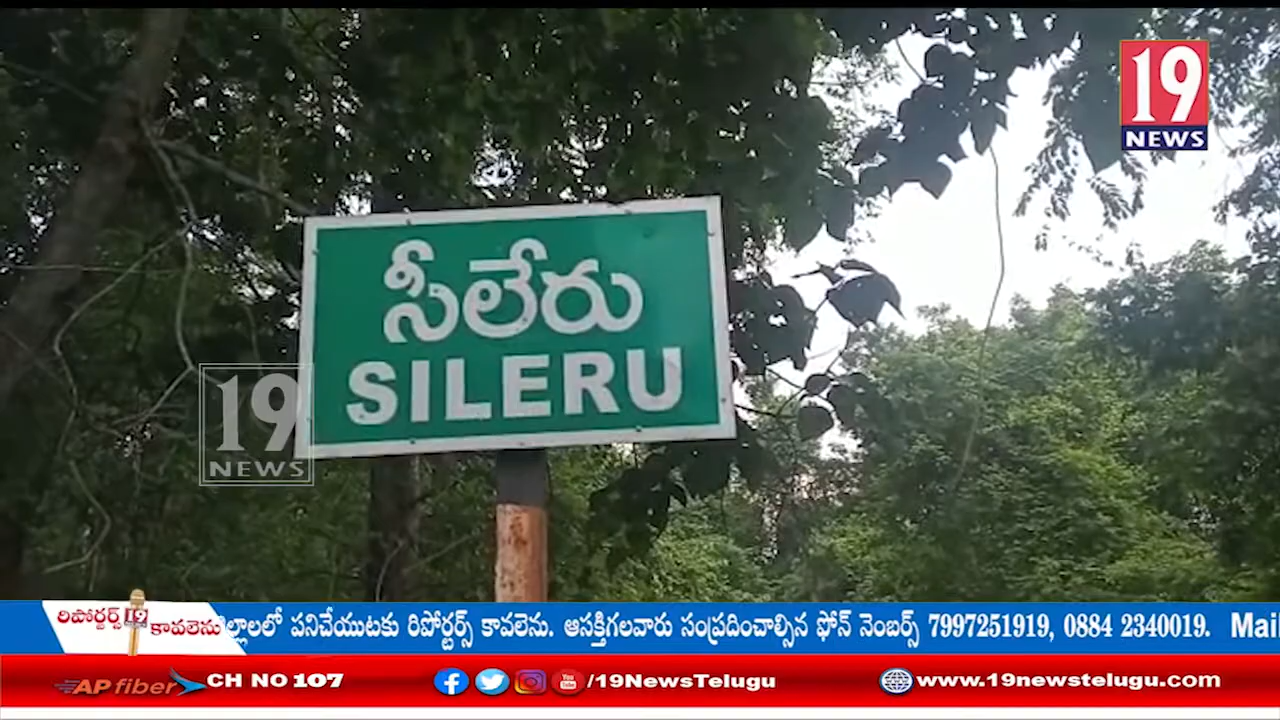 19
NEWS
సీలేరు
SILERU
19
NEWS
రిపోర్టర్స్ 19
కావలెను
ల్లాలలో పనిచేయుటకు రిపోర్టర్స్ కావలెను. ఆసక్తిగలవారు సంప్రదించాల్సిన ఫోన్ నెంబర్స్ 7997251919, 0884 2340019. Mail
AP fiber CH NO 107
/19NewsTelugu
www.19newstelugu.com